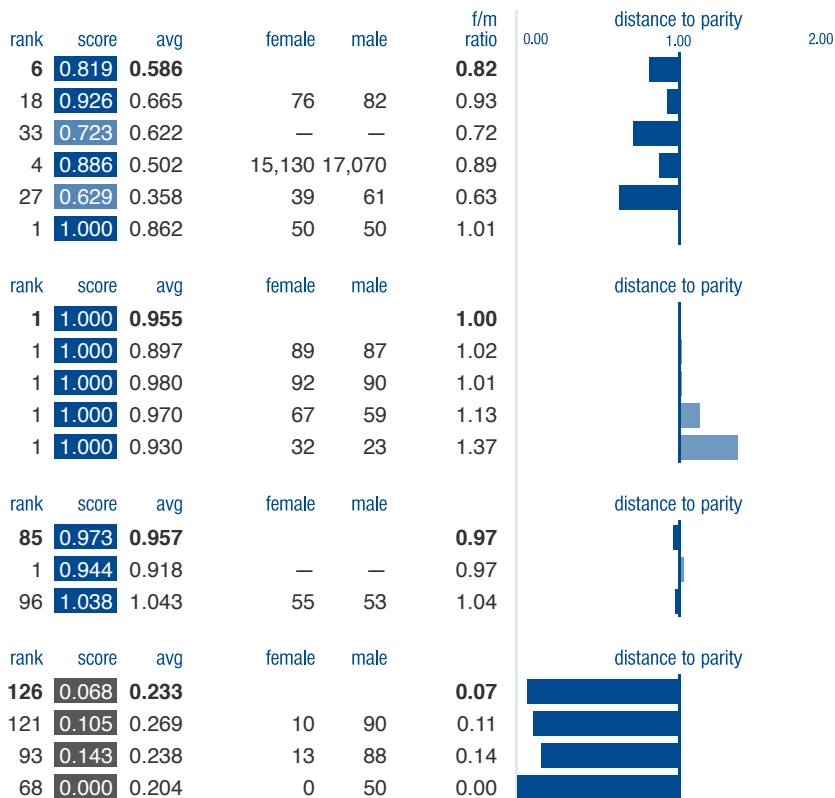 f/m distance to parity
rank score avg female male ratio 0.00 1.00 2.00
6 0.819 0.586 0.82
18 0.926 0.665 76 82 0.93
33 0.723 0.622 — — 0.72
4 0.886 0.502 15,130 17,070 0.89
27 0.629 0.358 39 61 0.63
1 1.000 0.862 50 50 1.01
rank score avg female male distance to parity
1 1.000 0.955 1.00
1 1.000 0.897 89 87 1.02
1 1.000 0.980 92 90 1.01
1 1.000 0.970 67 59 1.13
1 1.000 0.930 32 23 1.37
rank score avg female male distance to parity
85 0.973 0.957 0.97
1 0.944 0.918 — — 0.97
96 1.038 1.043 55 53 1.04
rank score avg female male distance to parity
126 0.068 0.233 0.07
121 0.105 0.269 10 90 0.11
93 0.143 0.238 13 88 0.14
68 0.000 0.204 0 50 0.00